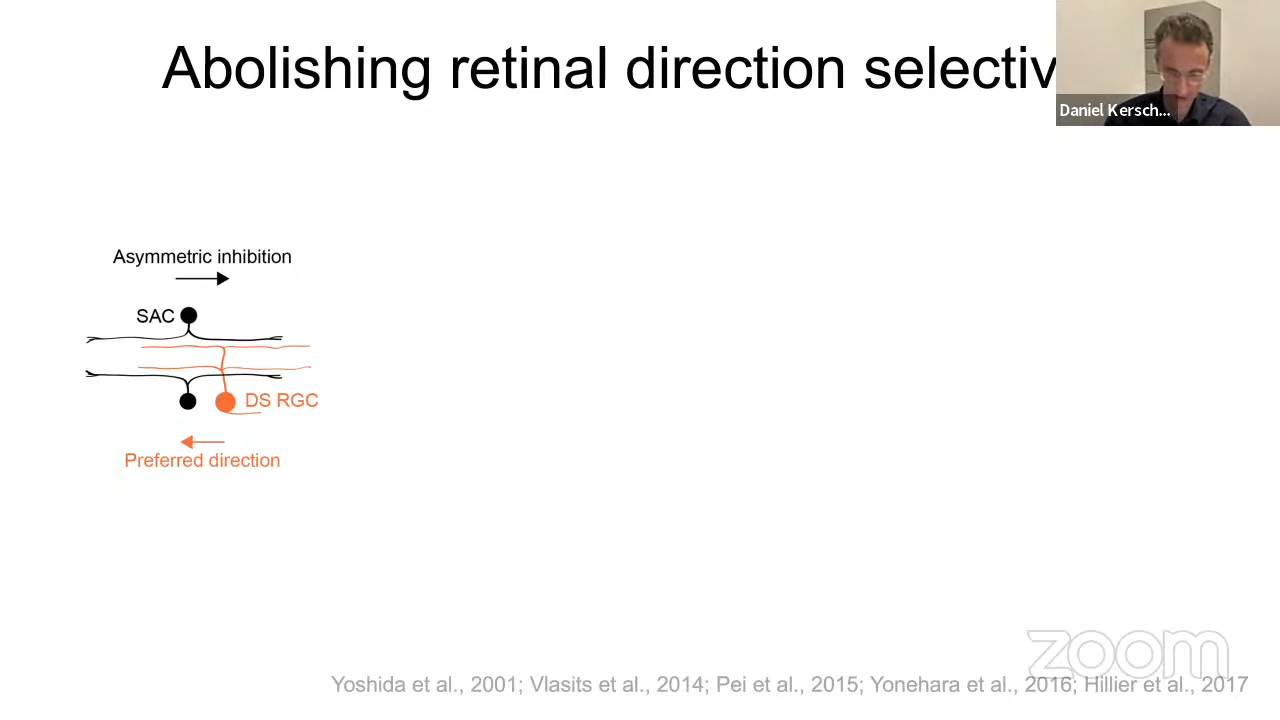 Abolishing retinal direction selectiv
Daniel Kersch...
Asymmetric inhibition
SAC
DS RGC
Preferred direction
zoom
Yoshida et al., 2001; Vlasits et al., 2014; Pei et al., 2015; Yonehara et al., 2016; Hillier et al., 2017